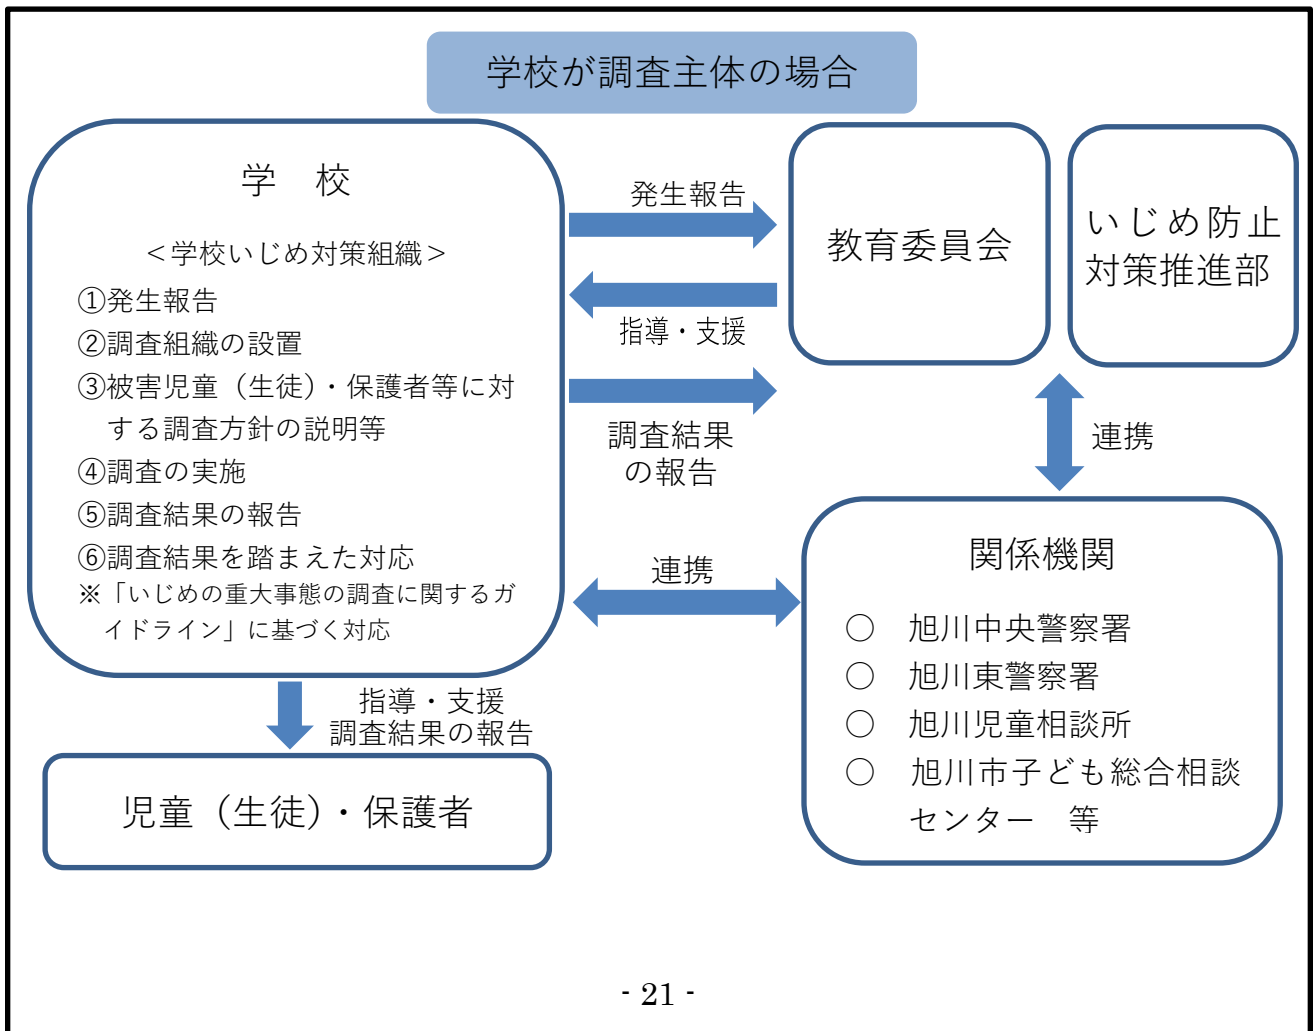 学校が調査主体の場合
学　校
＜学校いじめ対策組織＞
①発生報告
②調査組織の設置
③被害児童（生徒）・保護者等に対
する調査方針の説明等
④調査の実施
⑤調査結果の報告
⑥調査結果を踏まえた対応
※「いじめの重大事態の調査に関するガ
イドライン」に基づく対応
発生報告
指導・支援
調査結果
の報告
教育委員会
いじめ防止
対策推進部
連携
連携
関係機関
○　旭川中央警察署
○　旭川東警察署
○　旭川児童相談所
○　旭川市子ども総合相談
センター　等
指導・支援
調査結果の報告
児童（生徒）・保護者
- 21 -